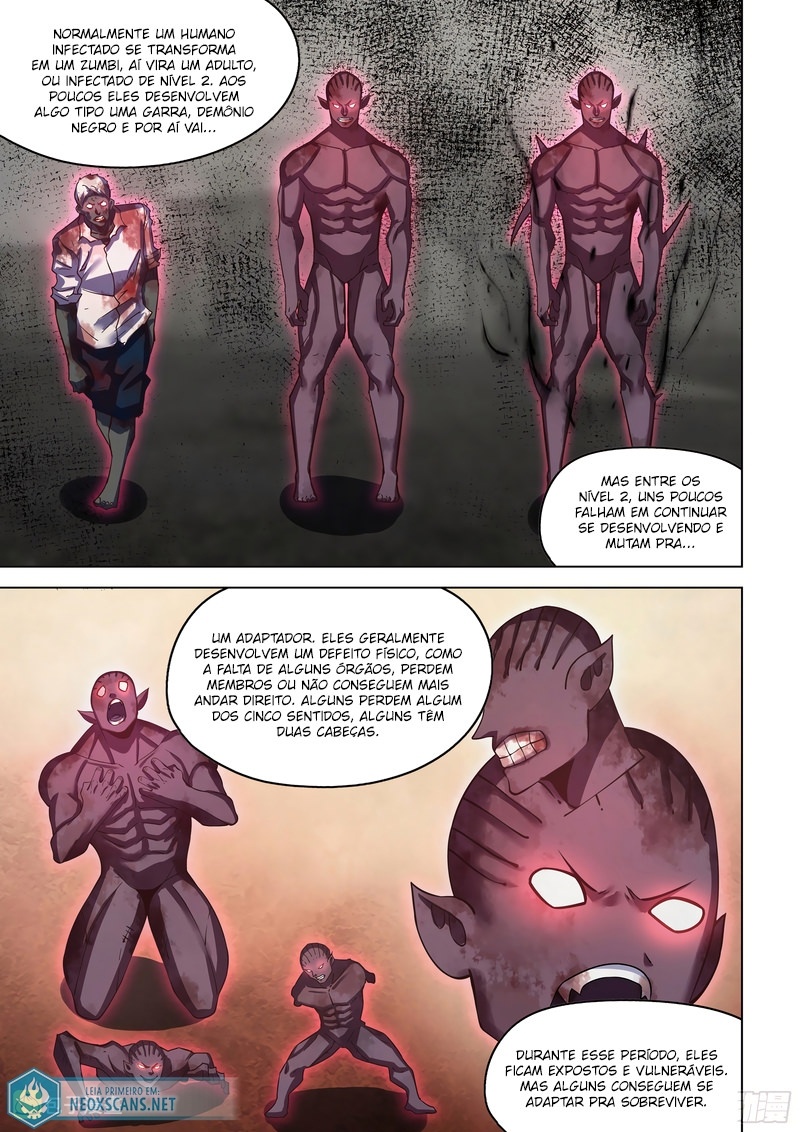 NORMALMENTE UM HUMANO
INFECTADO SE TRANSFORMA
EM UM ZUMBI, AÍ VIRA UM ADULTO,
OU INFECTADO DE NÍVEL 2. AOS
POUCOS ELES DESENVOLVEM
ALGO TIPO UMA GARRA, DEMÔNIO
NEGRO E POR AÍ VAI...
MAS ENTRE OS
NÍVEL 2, UNS POUCOS
FALHAM EM CONTINUAR
SE DESENVOLVENDO E
MUTAM PRA...
UM ADAPTADOR. ELES GERALMENTE
DESENVOLVEM UM DEFEITO FÍSICO, COMO
A FALTA DE ALGUNS ÓRGÃOS, PERDEM
MEMBROS OU NÃO CONSEGUEM MAIS
ANDAR DIREITO. ALGUNS PERDEM ALGUM
DOS CINCO SENTIDOS, ALGUNS TÊM
DUAS CABEÇAS.
DURANTE ESSE PERÍODO, ELES
FICAM EXPOSTOS E VULNERÁVEIS.
MAS ALGUNS CONSEGUEM SE
ADAPTAR PRA SOBREVIVER.
LEIA PRIMEIRO EM:
NEOXSCANS.NET
动漫